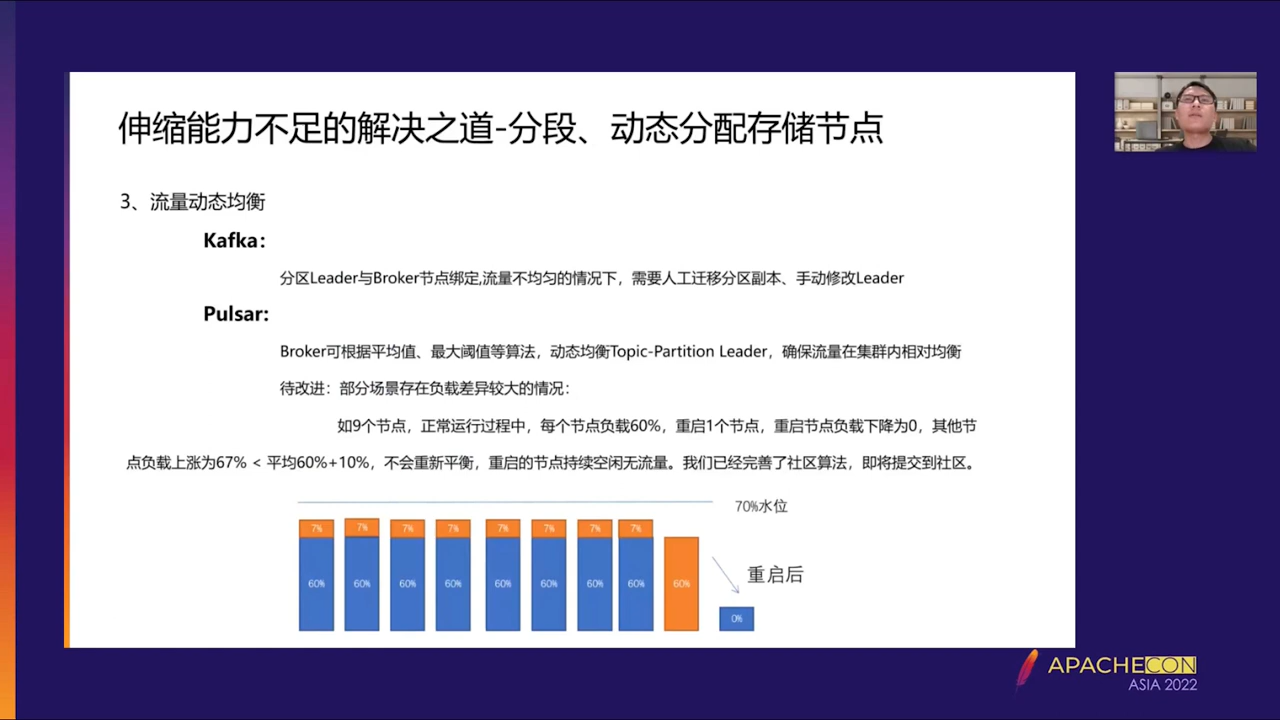 伸缩能力不足的解决之道-分段、动态分配存储节点
3、流量动态均衡
Kafka：
分区Leader与Broker节点绑定,流量不均匀的情况下，需要人工迁移分区副本、手动修改Leader
Pulsar:
Broker可根据平均值、最大阈值等算法，动态均衡Topic-Partition Leader，确保流量在集群内相对均衡
待改进：部分场景存在负载差异较大的情况：
如9个节点，正常运行过程中，每个节点负载60%，重启1个节点，重启节点负载下降为0，其他节
点负载上涨为67% < 平均60%+10%，不会重新平衡，重启的节点持续空闲无流量。我们已经完善了社区算法，即将提交到社区。
70%水位
7% 7% 7% 7% 7% 7% 7% 7%
60% 60% 60% 60% 60% 60% 60% 60% 60%
重启后
0%
APACHECON
ASIA 2022